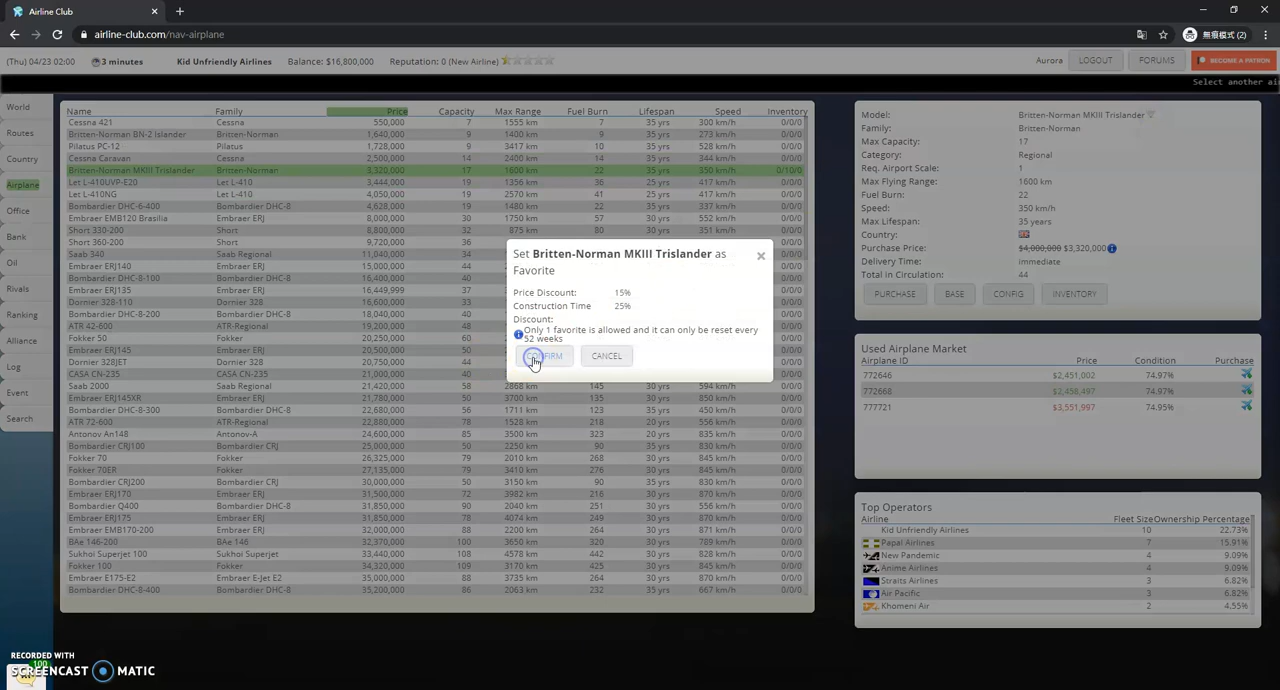 Airline Club
airline-club.com/nav-airplane
無痕模式 (2)
(Thu) 04/23 02:00 3 minutes Kid Unfriendly Airlines Balance: $16,800,000 Reputation: 0 (New Airline) Aurora LOGOUT FORUMS BECOME A PATRON
Select another ai
World
Routes
Country
Airplane
Office
Bank
Oil
Rivals
Ranking
Alliance
Log
Event
Search
Name Family Price Capacity Max Range Fuel Burn Lifespan Speed Inventory
Cessna 421 Cessna 550,000 7 1555 km 7 35 yrs 300 km/h 0/0/0
Britten-Norman BN-2 Islander Britten-Norman 1,640,000 9 1400 km 9 35 yrs 273 km/h 0/0/0
Pilatus PC-12 Pilatus 1,728,000 9 3417 km 10 35 yrs 528 km/h 0/0/0
Cessna Caravan Cessna 2,500,000 14 2400 km 14 35 yrs 344 km/h 0/0/0
Britten-Norman MKIII Trislander Britten-Norman 3,320,000 17 1600 km 22 35 yrs 350 km/h 0/10/0
Let L-410UVP-E20 Let L-410 3,444,000 19 1356 km 36 25 yrs 417 km/h 0/0/0
Let L-410NG Let L-410 4,050,000 19 2570 km 41 25 yrs 417 km/h 0/0/0
Bombardier DHC-6-400 Bombardier DHC-8 4,428,000 19 1480 km 22 35 yrs 337 km/h 0/0/0
Embraer EMB120 Brasilia Embraer ERJ 8,000,000 30 1750 km 57 30 yrs 552 km/h 0/0/0
Short 330-200 Short 8,800,000 32 875 km 80 30 yrs 0/0/0
Short 360-200 Short 9,720,000 36 0/0/0
Saab 340 Saab Regional 11,040,000 34 0/0/0
Embraer ERJ140 Embraer ERJ 15,000,000 44 0/0/0
Bombardier DHC-8-100 Bombardier DHC-8 16,400,000 40 0/0/0
Embraer ERJ135 Embraer ERJ 16,449,999 37 0/0/0
Dornier 328-110 Dornier 328 16,600,000 33 0/0/0
Bombardier DHC-8-200 Bombardier DHC-8 18,040,000 40 0/0/0
ATR 42-600 ATR-Regional 19,200,000 48 0/0/0
Fokker 50 Fokker 20,250,000 60 0/0/0
Embraer ERJ145 Embraer ERJ 20,500,000 50 0/0/0
Dornier 328JET Dornier 328 20,750,000 44 0/0/0
CASA CN-235 CASA CN-235 21,060,000 40 0/0/0
Saab 2000 Saab Regional 21,420,000 58 2868 km 145 30 yrs 594 km/h 0/0/0
Embraer ERJ145XR Embraer ERJ 21,780,000 50 3700 km 135 30 yrs 850 km/h 0/0/0
Bombardier DHC-8-300 Bombardier DHC-8 22,680,000 56 1711 km 123 35 yrs 450 km/h 0/0/0
ATR 72-600 ATR-Regional 22,880,000 78 1528 km 218 20 yrs 556 km/h 0/0/0
Antonov An148 Antonov-A 24,600,000 85 3500 km 323 20 yrs 835 km/h 0/0/0
Bombardier CRJ100 Bombardier CRJ 25,000,000 50 2250 km 90 35 yrs 830 km/h 0/0/0
Fokker 70 Fokker 26,325,000 79 2010 km 268 30 yrs 845 km/h 0/0/0
Fokker 70ER Fokker 27,135,000 79 3410 km 276 30 yrs 845 km/h 0/0/0
Bombardier CRJ200 Bombardier CRJ 30,000,000 50 3150 km 90 35 yrs 830 km/h 0/0/0
Embraer ERJ170 Embraer ERJ 31,500,000 72 3982 km 216 30 yrs 870 km/h 0/0/0
Bombardier Q400 Bombardier DHC-8 31,850,000 90 2040 km 251 30 yrs 667 km/h 0/0/0
Embraer ERJ175 Embraer ERJ 31,850,000 78 4074 km 249 30 yrs 870 km/h 0/0/0
Embraer EMB170-200 Embraer ERJ 32,000,000 88 2200 km 264 30 yrs 871 km/h 0/0/0
BAe 146-200 BAe 146 32,370,000 100 3650 km 320 30 yrs 789 km/h 0/0/0
Sukhoi Superjet 100 Sukhoi Superjet 33,440,000 108 4578 km 442 30 yrs 828 km/h 0/0/0
Fokker 100 Fokker 34,320,000 109 3170 km 425 30 yrs 845 km/h 0/0/0
Embraer E175-E2 Embraer E-Jet E2 35,000,000 88 3735 km 264 30 yrs 870 km/h 0/0/0
Bombardier DHC-8-400 Bombardier DHC-8 35,200,000 86 2063 km 232 35 yrs 667 km/h 0/0/0
Set Britten-Norman MKIII Trislander as
Favorite
Price Discount: 15%
Construction Time 25%
Discount:
Only 1 favorite is allowed and it can only be reset every
52 weeks
CONFIRM CANCEL
Model: Britten-Norman MKIII Trislander
Family: Britten-Norman
Max Capacity: 17
Category: Regional
Req. Airport Scale: 1
Max Flying Range: 1600 km
Fuel Burn: 22
Speed: 350 km/h
Max Lifespan: 35 years
Country:
Purchase Price: $4,000,000 $3,320,000
Delivery Time: immediate
Total in Circulation: 44
PURCHASE BASE CONFIG INVENTORY
Used Airplane Market
Airplane ID Price Condition Purchase
772646 $2,451,002 74.97%
772668 $2,458,497 74.97%
777721 $3,551,997 74.95%
Top Operators
Airline Fleet Size Ownership Percentage
Kid Unfriendly Airlines 10 22.73%
Papal Airlines 7 15.91%
New Pandemic 4 9.09%
Anime Airlines 4 9.09%
Straits Airlines 3 6.82%
Air Pacific 3 6.82%
Khomeni Air 2 4.55%
RECORDED WITH
SCREENCAST MATIC
100